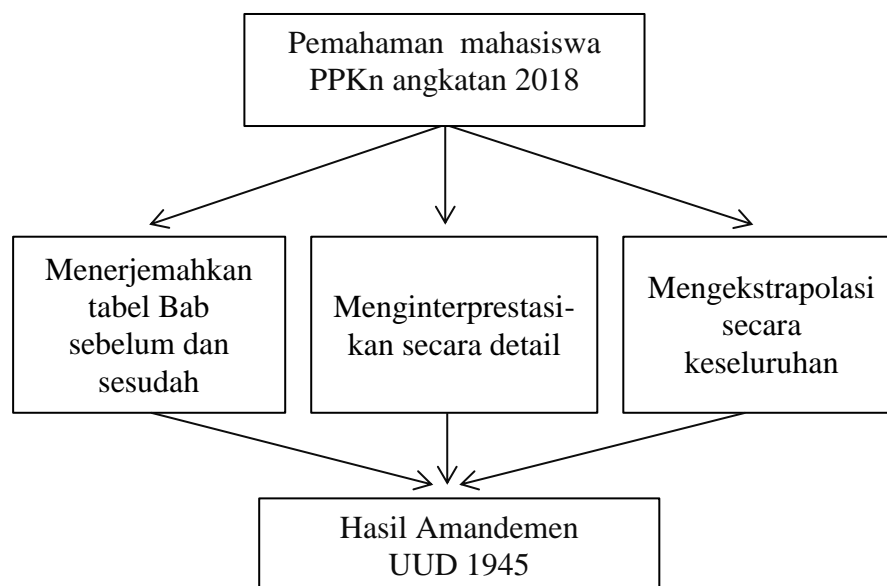 Pemahaman mahasiswa
PPKn angkatan 2018
Menerjemahkan
tabel Bab
sebelum dan
sesudah
Menginterprestasi-
kan secara detail
Mengekstrapolasi
secara
keseluruhan
Hasil Amandemen
UUD 1945